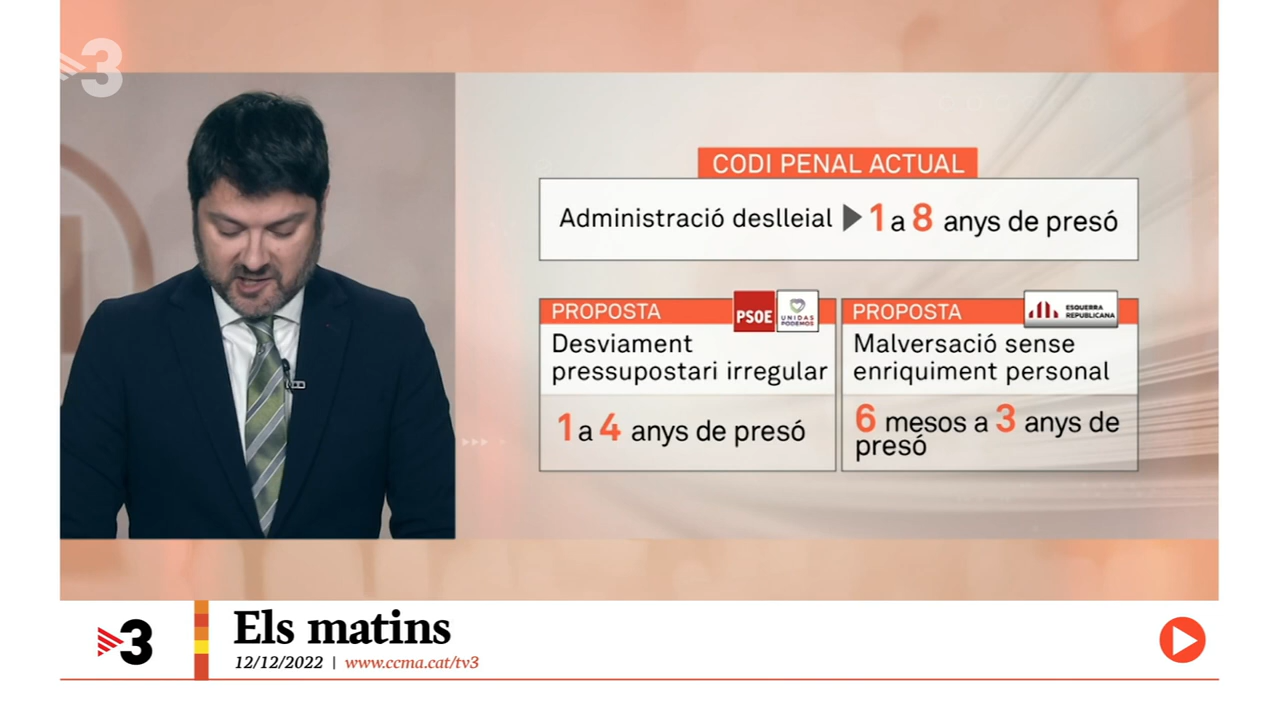 3
CODI PENAL ACTUAL
Administració deslleial 1 a 8 anys de presó
PROPOSTA
PSOE
UNIDAS
PODEMOS
Desviament
pressupostari irregular
1 a 4 anys de presó
PROPOSTA
ESQUERRA
REPUBLICANA
Malversació sense
enriquiment personal
6 mesos a 3 anys de
presó
3
Els matins
12/12/2022 | www.ccma.cat/tv3